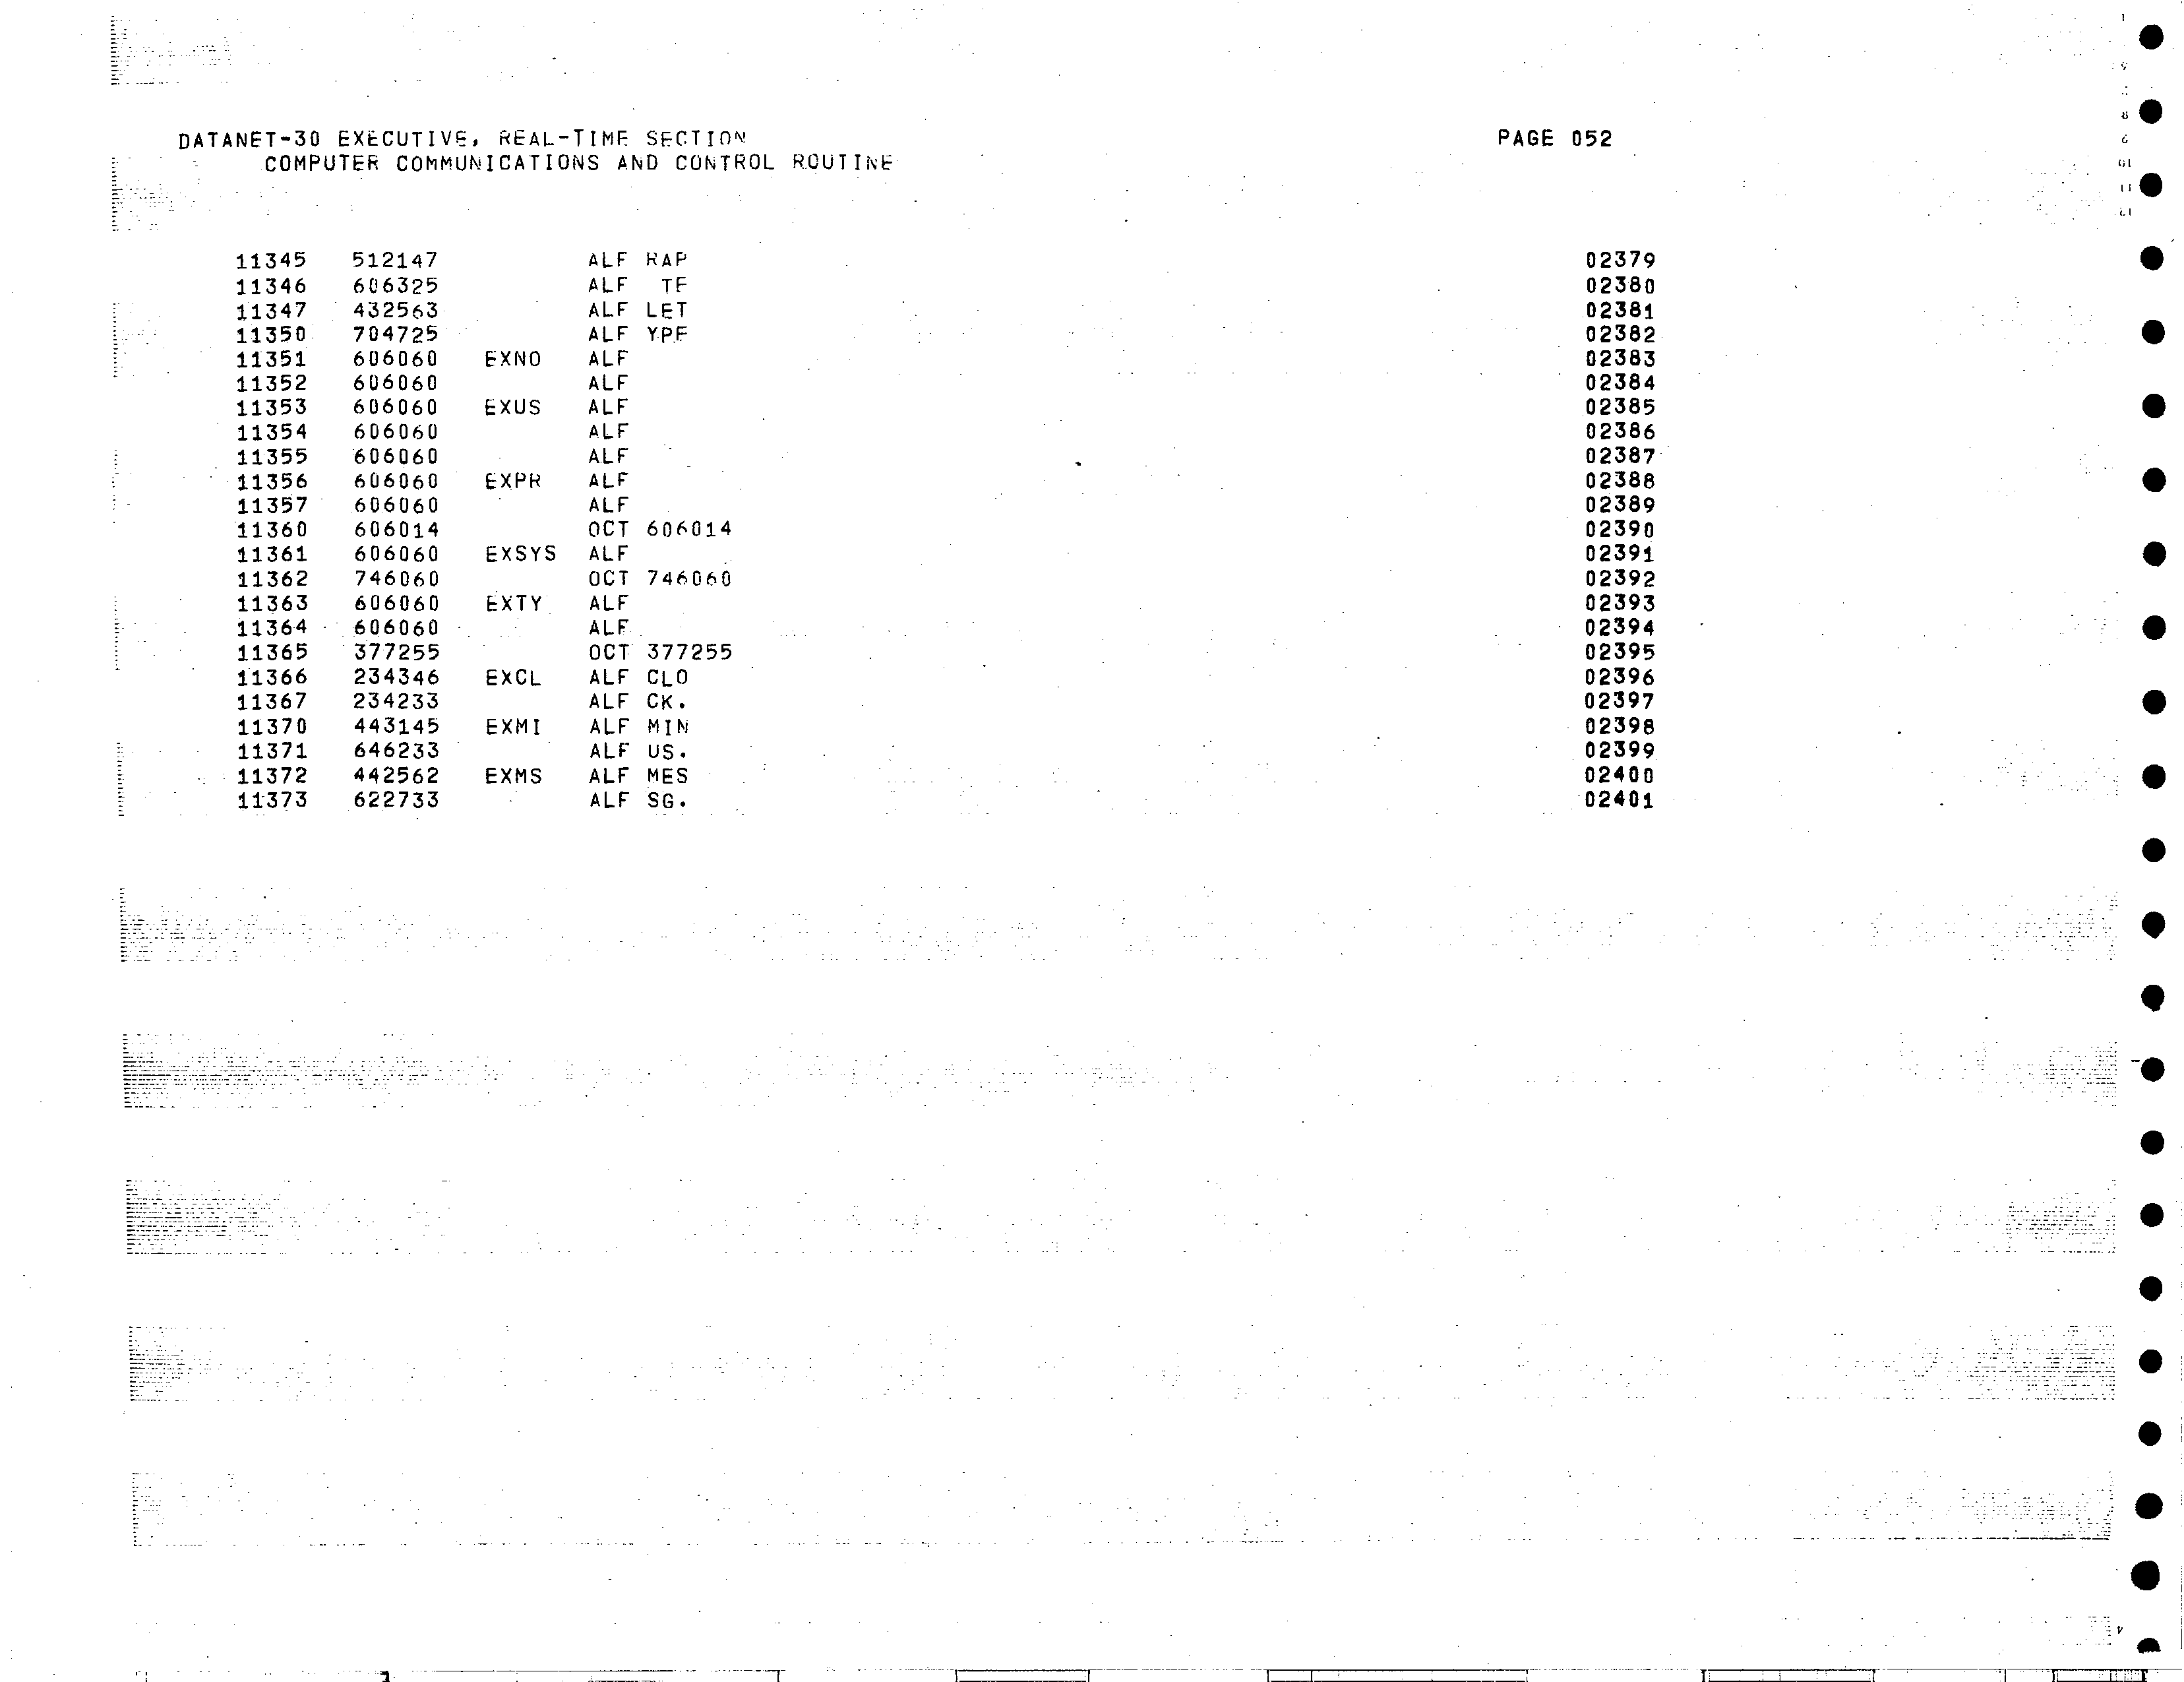 DATANET-30 EXECUTIVE, REAL-TIME SECTION PAGE 052
COMPUTER COMMUNICATIONS AND CONTROL ROUTINE
11345 512147 ALF RAP 02379
11346 606325 ALF TE 02380
11347 432563 ALF LET 02381
11350 704725 ALF YPE 02382
11351 606060 EXNO ALF 02383
11352 606060 ALF 02384
11353 606060 EXUS ALF 02385
11354 606060 ALF 02386
11355 606060 ALF 02387
11356 606060 EXPR ALF 02388
11357 606060 ALF 02389
11360 606014 OCT 606014 02390
11361 606060 EXSYS ALF 02391
11362 746060 OCT 746060 02392
11363 606060 EXTY ALF 02393
11364 606060 ALF 02394
11365 377255 OCT 377255 02395
11366 234346 EXCL ALF CLO 02396
11367 234233 ALF CK. 02397
11370 443145 EXMI ALF MIN 02398
11371 646233 ALF US. 02399
11372 442562 EXMS ALF MES 02400
11373 622733 ALF SG. 02401